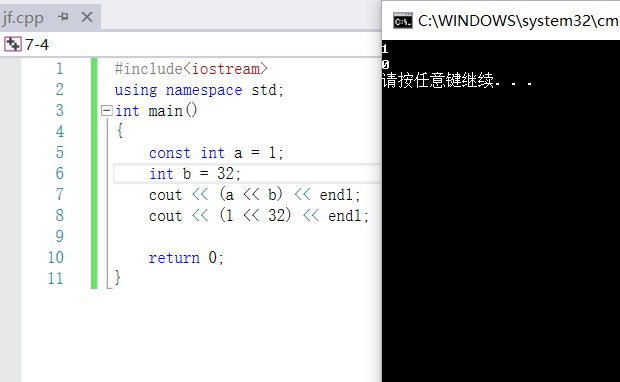 jf.cpp
7-4
1 #include<iostream>
2 using namespace std;
3 int main()
4 {
5 const int a = 1;
6 int b = 32;
7 cout << (a << b) << endl;
8 cout << (1 << 32) << endl;
9
10 return 0;
11 }
C:\WINDOWS\system32\cm
1
0
请按任意键继续. . .